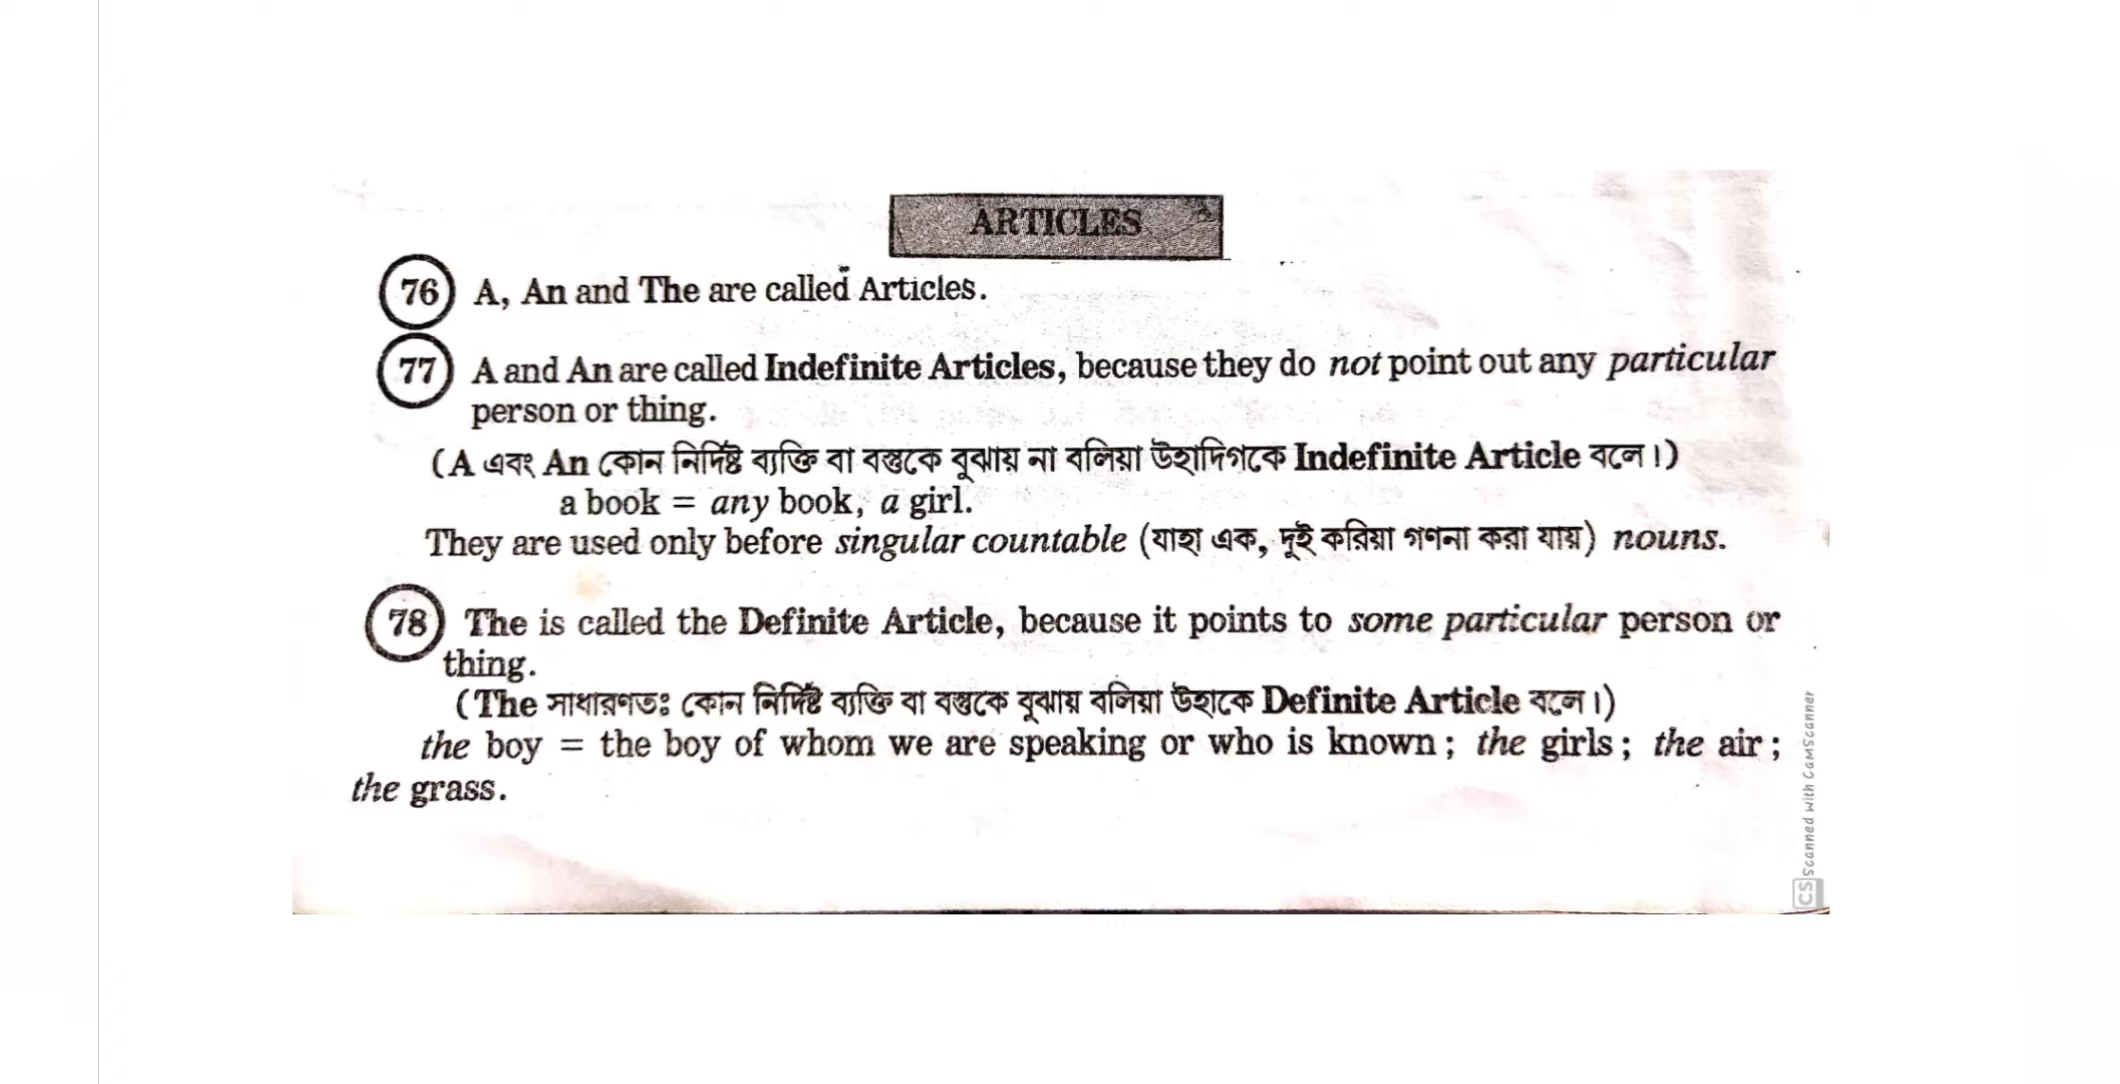 ARTICLES
76 A, An and The are called Articles.
77 A and An are called Indefinite Articles, because they do not point out any particular
person or thing.
(A এবং An কোন নির্দিষ্ট ব্যক্তি বা বস্তুকে বুঝায় না বলিয়া উহাদিগকে Indefinite Article বলে।)
a book = any book, a girl.
They are used only before singular countable (যাহা এক, দুই করিয়া গণনা করা যায়) nouns.
78 The is called the Definite Article, because it points to some particular person or
thing.
(The সাধারণতঃ কোন নির্দিষ্ট ব্যক্তি বা বস্তুকে বুঝায় বলিয়া উহাকে Definite Article বলে।)
the boy = the boy of whom we are speaking or who is known; the girls; the air;
the grass.
CS Scanned with CamScanner